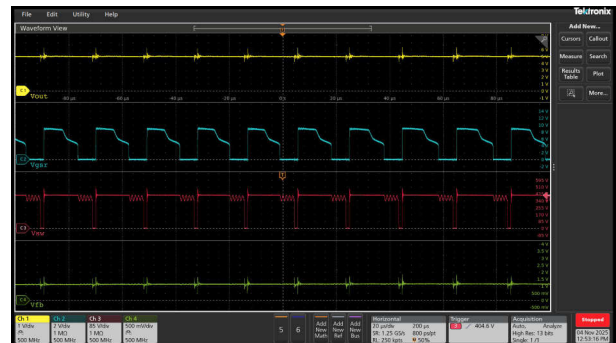 File Edit Utility Help
Tektronix
Waveform View
Add New...
Cursors Callout
Measure Search
Results Table Plot
More...
C1
Vout
-80 µs -60 µs -40 µs -20 µs 0 s 20 µs 40 µs 60 µs 80 µs
C2
Vgsr
C3
Vsw
C4
Vfb
Ch 1 Ch 2 Ch 3 Ch 4
1 V/div 2 V/div 85 V/div 500 mV/div
1 MΩ 1 MΩ
500 MHz 500 MHz 500 MHz 500 MHz
5 6
Add New Math
Add New Ref
Add New Bus
Horizontal
20 µs/div 200 µs
SR: 1.25 GS/s 800 ps/pt
RL: 250 kpts 50%
Trigger
3 404.6 V
Acquisition
Auto, Analyze
High Res: 13 bits
Single: 1 /1
Stopped
04 Nov 2025
12:53:16 PM